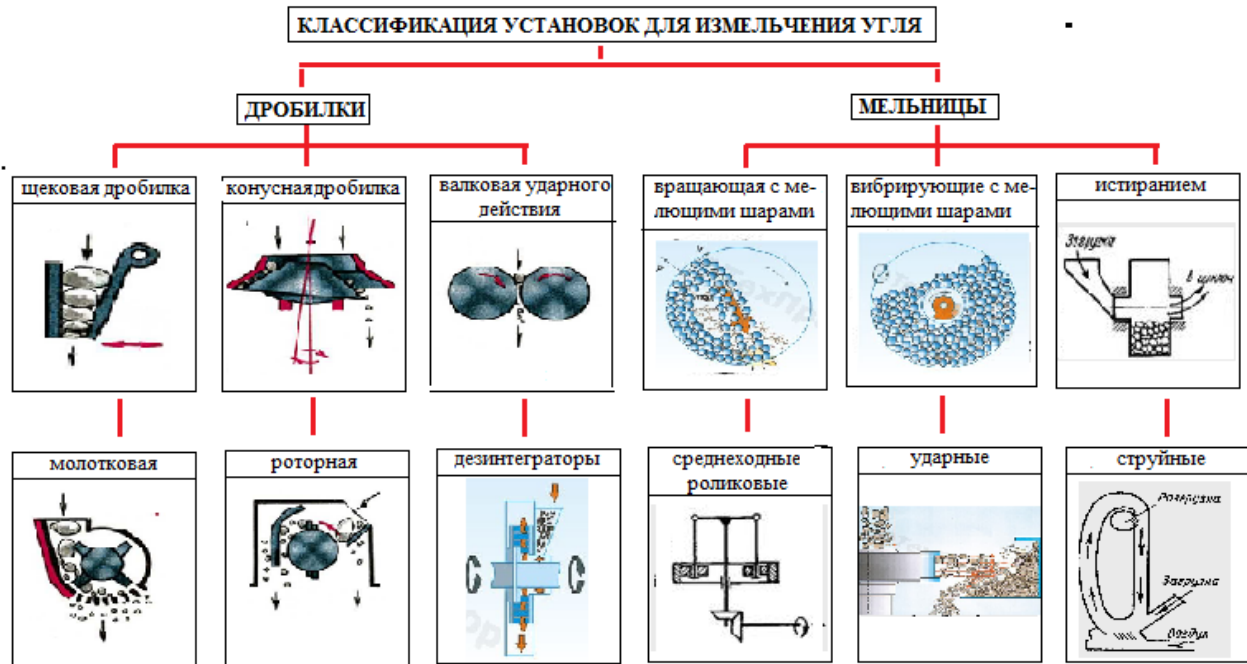 КЛАССИФИКАЦИЯ УСТАНОВОК ДЛЯ ИЗМЕЛЬЧЕНИЯ УГЛЯ
ДРОБИЛКИ
МЕЛЬНИЦЫ
щековая дробилка
конуснаядробилка
валковая ударного
действия
вращающая с ме-
лющими шарами
вибрирующие с ме-
лющими шарами
истиранием
Загрузка
В циклон
молотковая
роторная
дезинтеграторы
среднеходные
роликовые
ударные
струйные
Разгрузка
Загрузка
Воздух